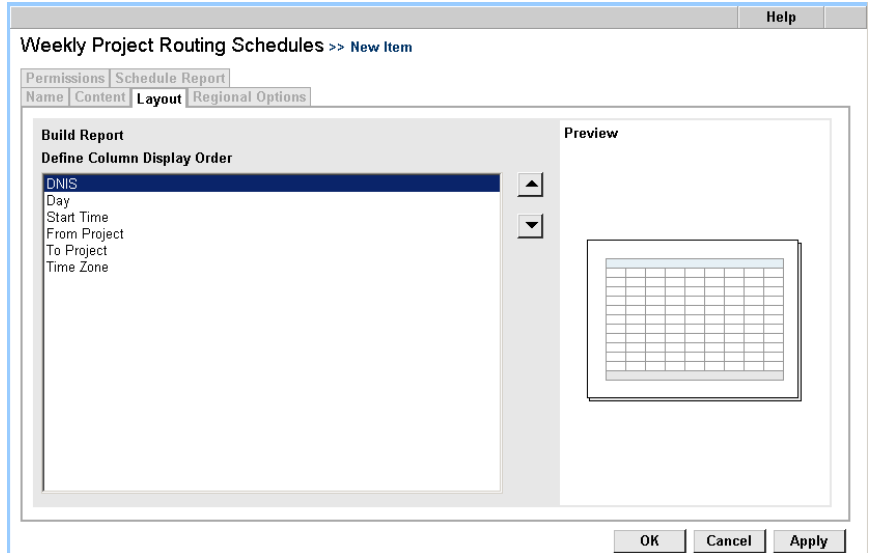 Help
Weekly Project Routing Schedules >> New Item
Permissions Schedule Report
Name Content Layout Regional Options
Build Report
Preview
Define Column Display Order
DNIS
Day
Start Time
From Project
To Project
Time Zone
OK Cancel Apply